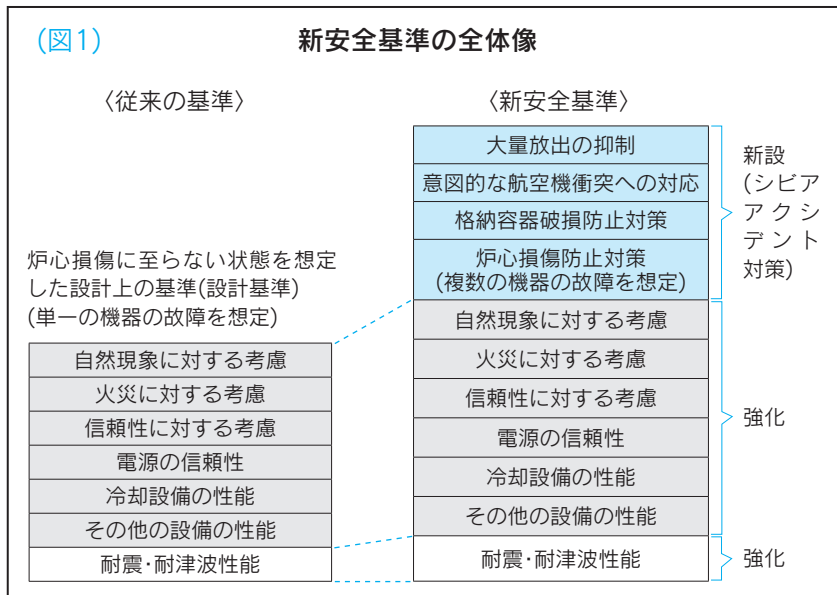 (図1)
新安全基準の全体像
〈従来の基準〉
炉心損傷に至らない状態を想定
した設計上の基準(設計基準)
(単一の機器の故障を想定)
自然現象に対する考慮
火災に対する考慮
信頼性に対する考慮
電源の信頼性
冷却設備の性能
その他の設備の性能
耐震・耐津波性能
〈新安全基準〉
大量放出の抑制
意図的な航空機衝突への対応
格納容器破損防止対策
炉心損傷防止対策
(複数の機器の故障を想定)
自然現象に対する考慮
火災に対する考慮
信頼性に対する考慮
電源の信頼性
冷却設備の性能
その他の設備の性能
耐震・耐津波性能
新設
(シビア
アクシ
デント
対策)
強化
強化